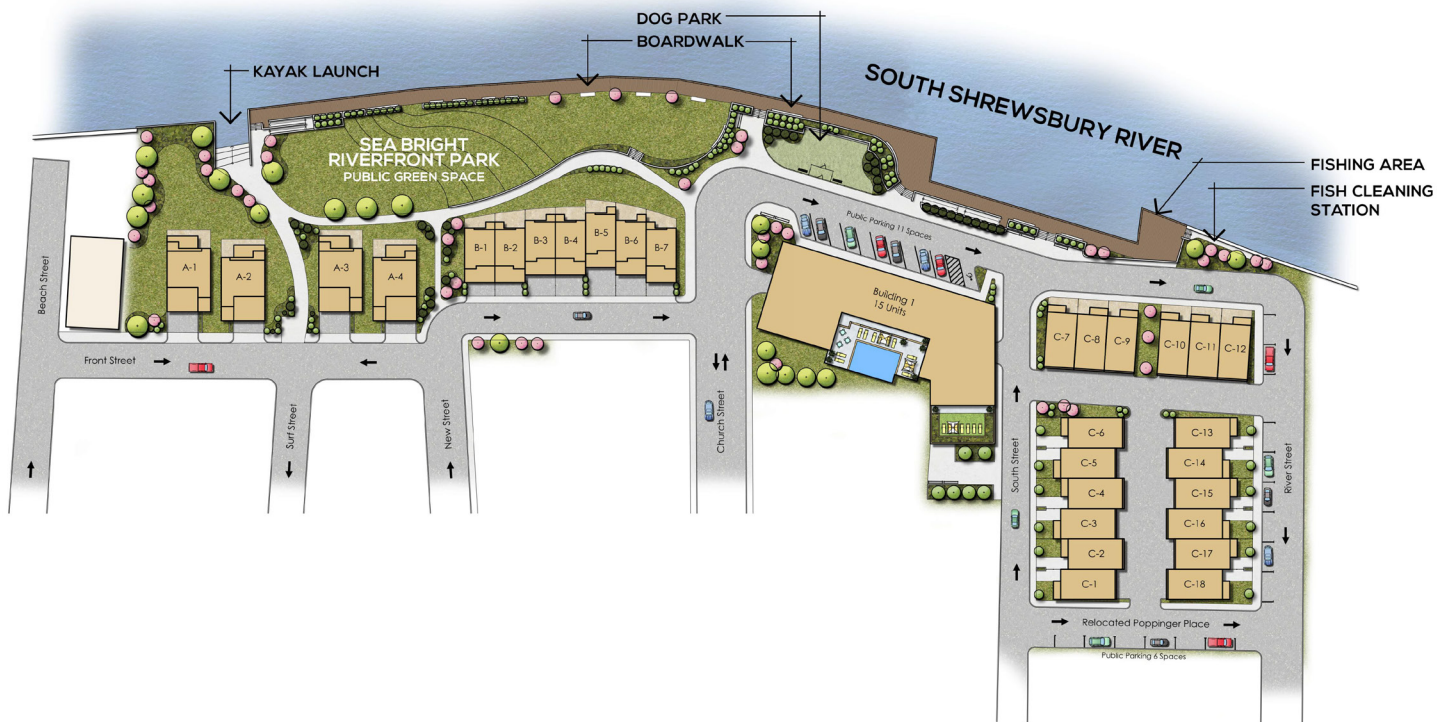 DOG PARK
BOARDWALK
KAYAK LAUNCH
SOUTH SHREWSBURY RIVER
SEA BRIGHT
RIVERFRONT PARK
PUBLIC GREEN SPACE
FISHING AREA
FISH CLEANING
STATION
Public Parking 11 Spaces
B-1
B-2
B-3
B-4
B-5
B-6
B-7
A-1
A-2
A-3
A-4
Beach Street
Building 1
15 Units
Front Street
Surf Street
New Street
Church Street
South Street
River Street
C-7
C-8
C-9
C-10
C-11
C-12
C-6
C-13
C-5
C-14
C-4
C-15
C-3
C-16
C-2
C-17
C-1
C-18
Relocated Poppinger Place
Public Parking 6 Spaces